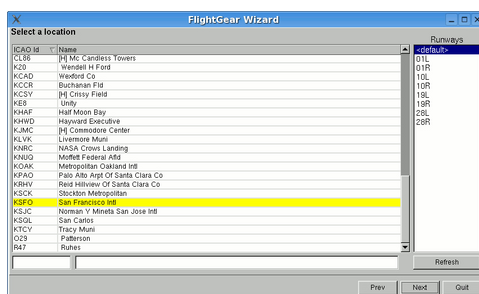 FlightGear Wizard
Select a location
Runways
ICAO Id Name
<default>
CL86 [H] Mc Candless Towers
01L
K20 Wendell H Ford
01R
KCAD Wexford Co
10L
KCCR Buchanan Fld
10R
KCSY [H] Crissy Field
19L
KE8 Unity
19R
KHAF Half Moon Bay
28L
KHWD Hayward Executive
28R
KJMC [H] Commodore Center
KLVK Livermore Muni
KNRC NASA Crows Landing
KNUQ Moffett Federal Afld
KOAK Metropolitan Oakland Intl
KPAO Palo Alto Arpt Of Santa Clara Co
KRHV Reid Hillview Of Santa Clara Co
KSCK Stockton Metropolitan
KSFO San Francisco Intl
KSJC Norman Y Mineta San Jose Intl
KSQL San Carlos
KTCY Tracy Muni
O29 Patterson
R47 Ruhes
Refresh
Prev Next Quit